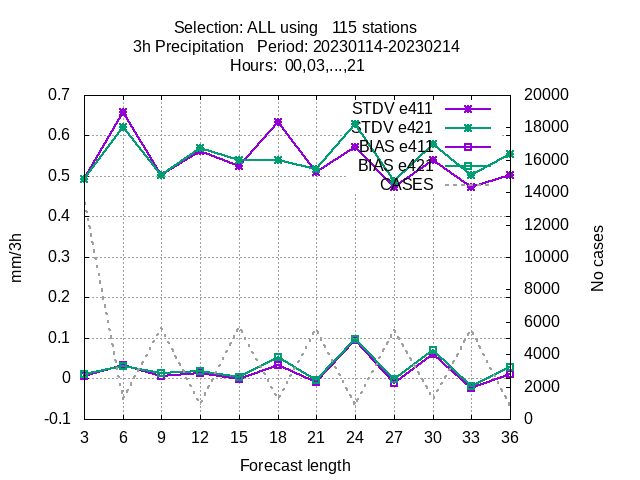 Selection: ALL using   115 stations
3h Precipitation   Period: 20230114-20230214
Hours:  00,03,...,21
0.7
0.6
0.5
0.4
0.3
0.2
0.1
0
-0.1
mm/3h
STDV e411
STDV e421
BIAS e411
BIAS e421
CASES
20000
18000
16000
14000
12000
10000
8000
6000
4000
2000
0
No cases
3 6 9 12 15 18 21 24 27 30 33 36
Forecast length